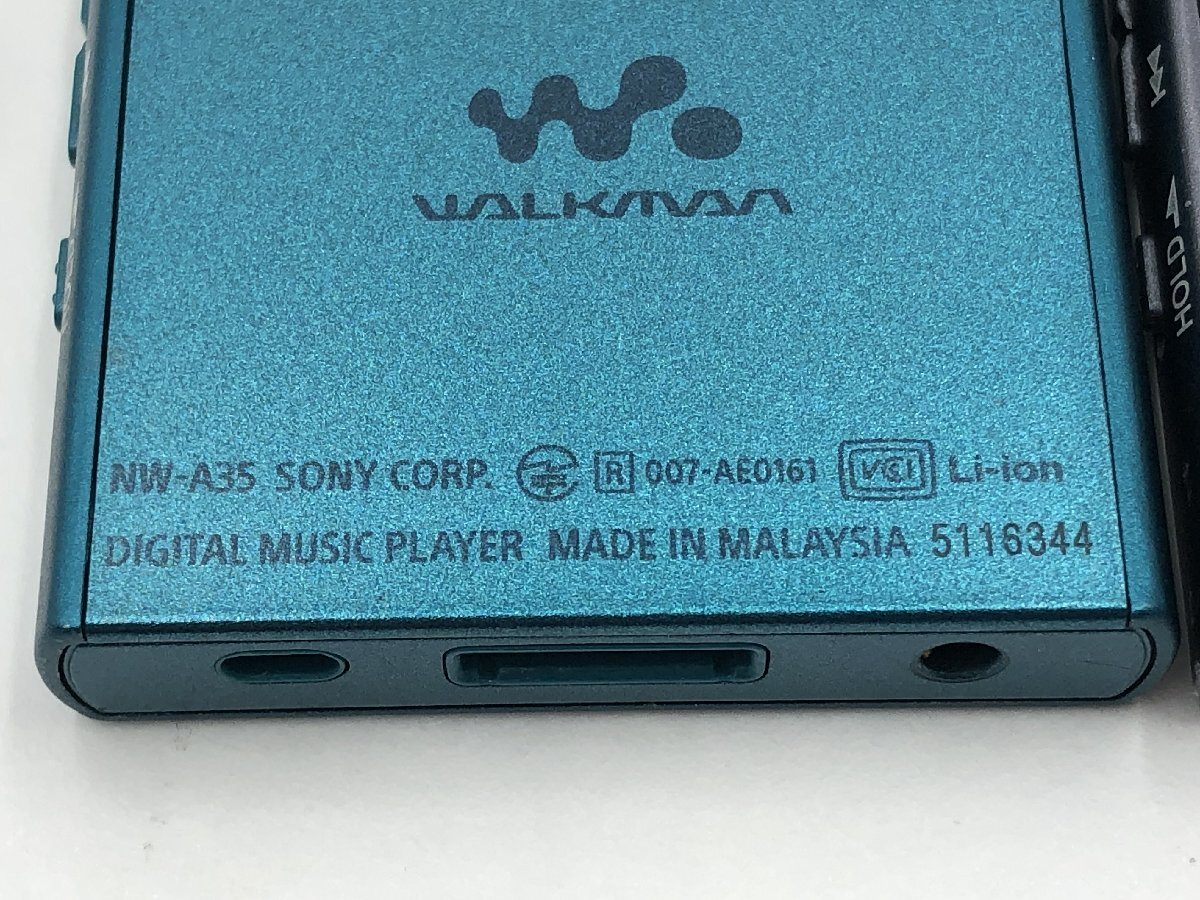 WALKMAN
HOLD
NW-A35 SONY CORP. R 007-AE0161 VCI Li-ion
DIGITAL MUSIC PLAYER MADE IN MALAYSIA 5116344